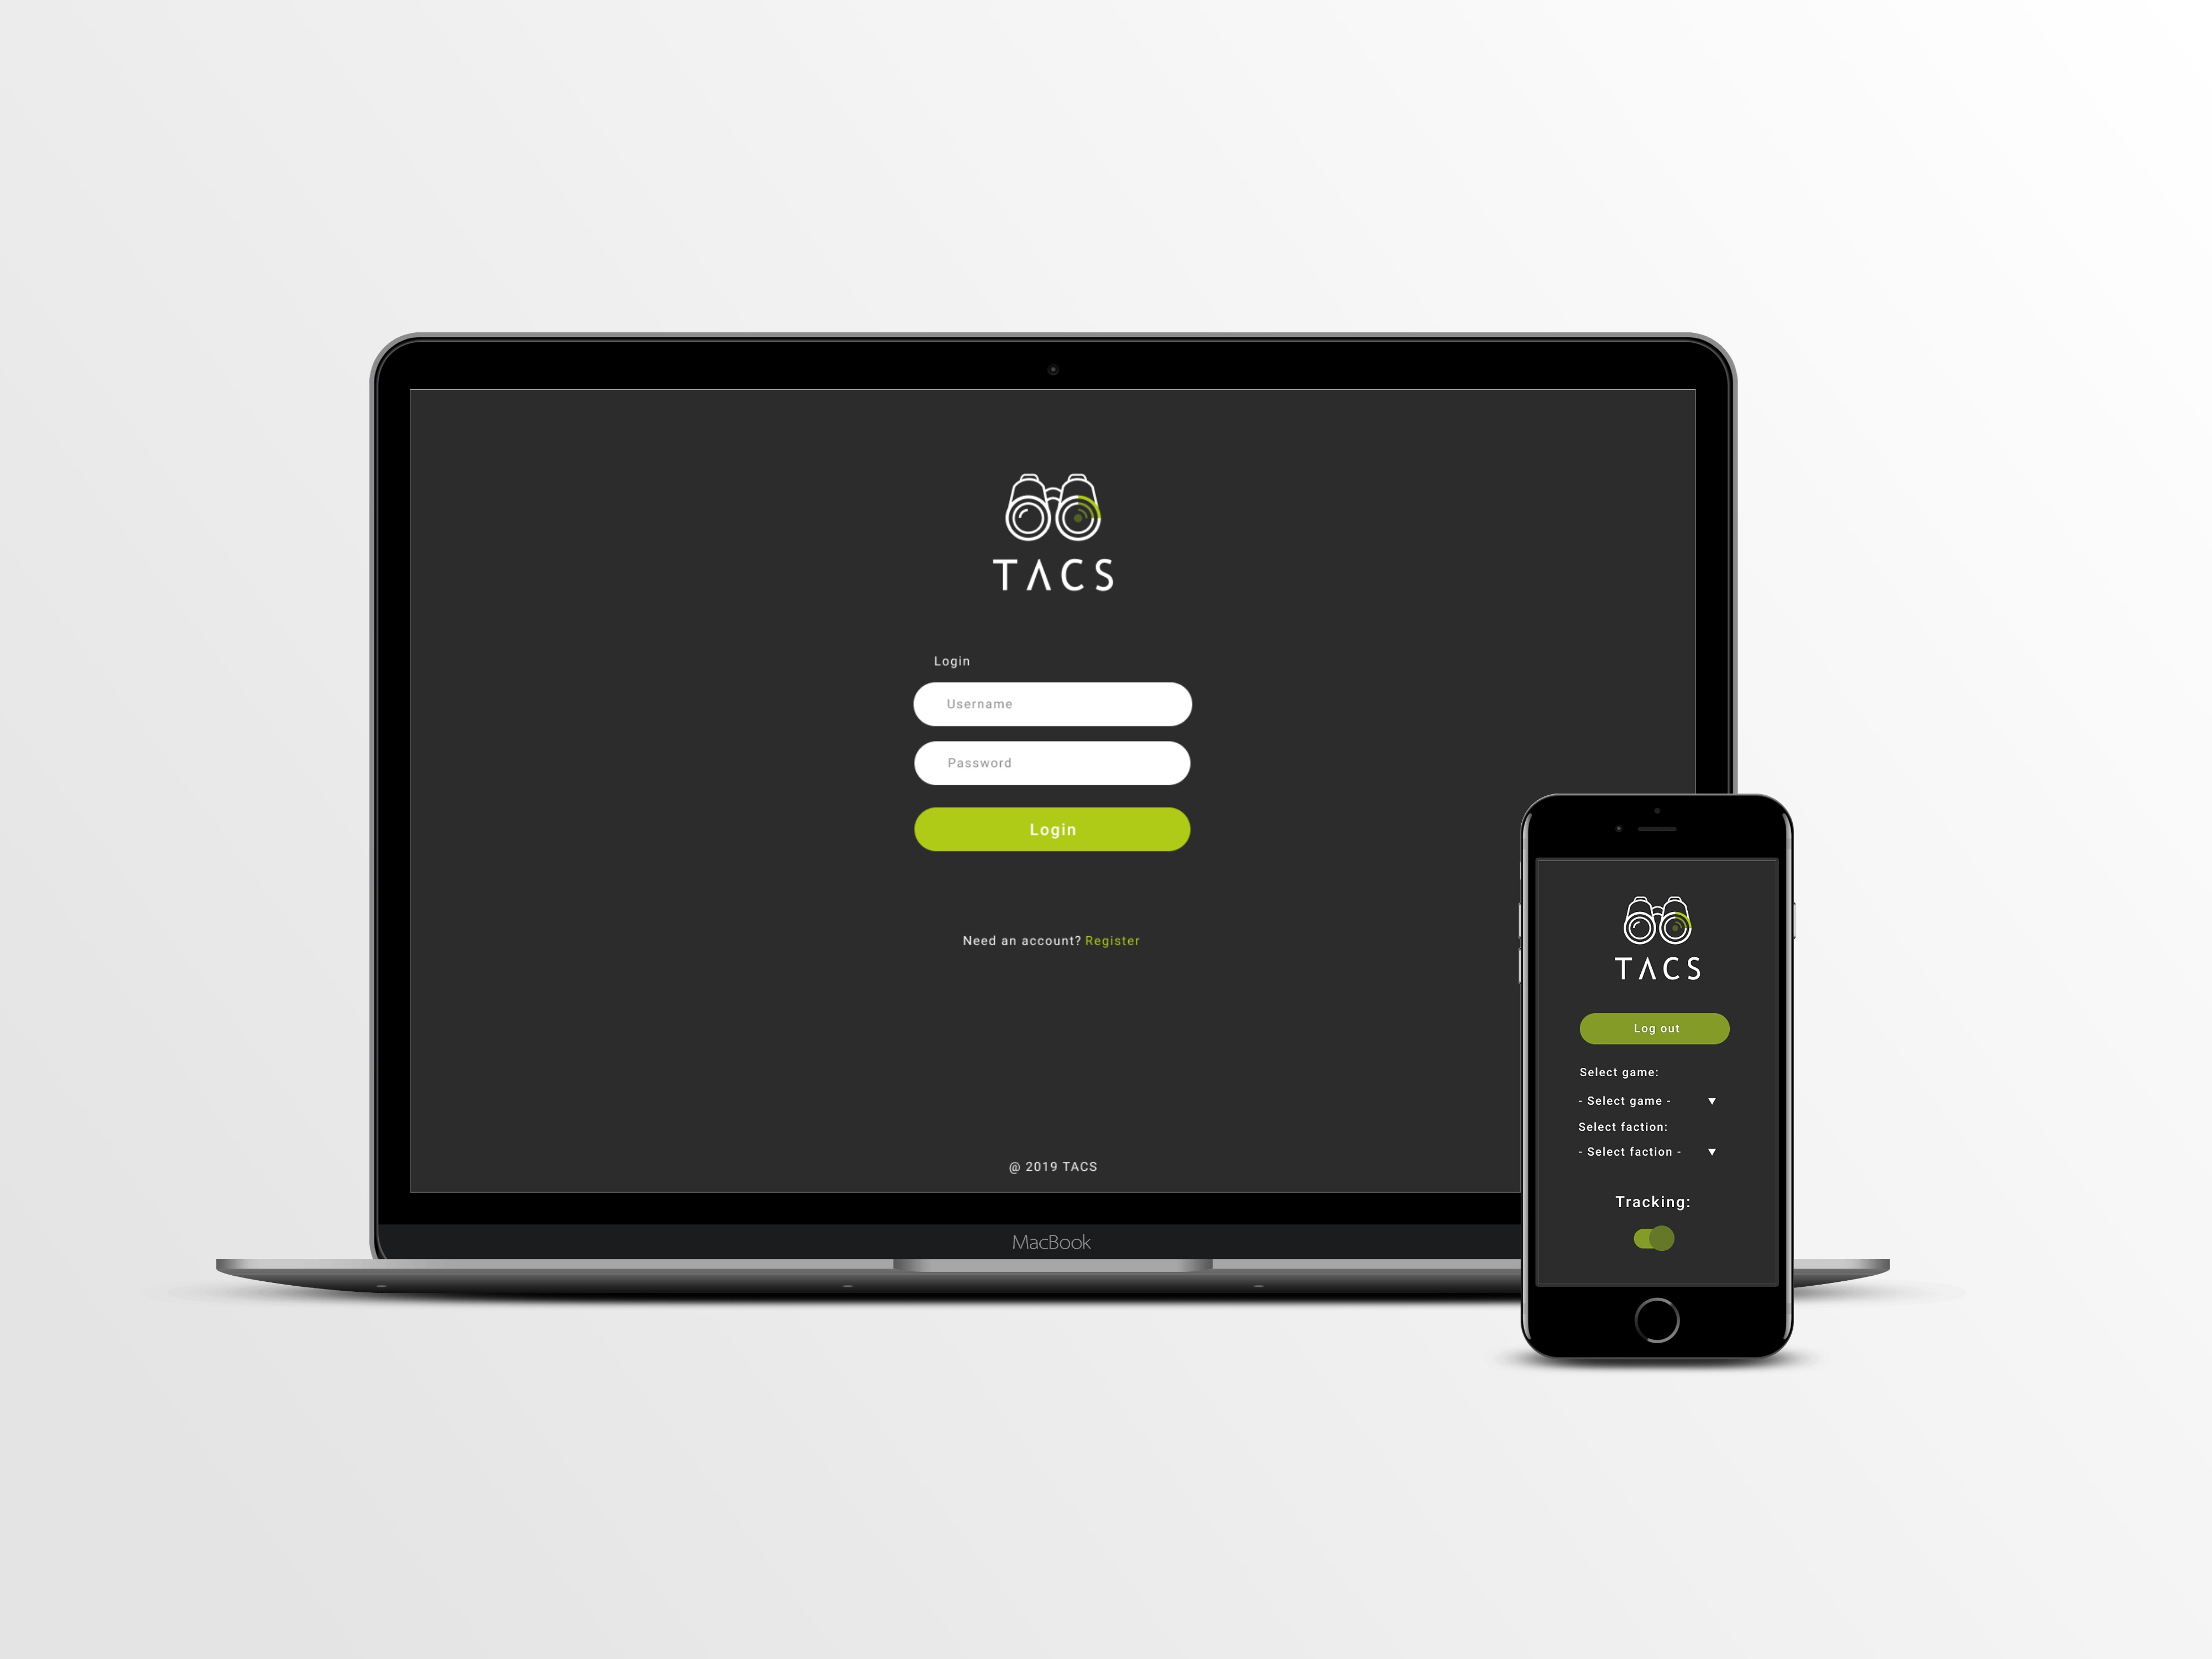 TACS
Login
Username
Password
Login
Need an account? Register
@ 2019 TACS
MacBook
TACS
Log out
Select game:
- Select game - ▼
Select faction:
- Select faction - ▼
Tracking: